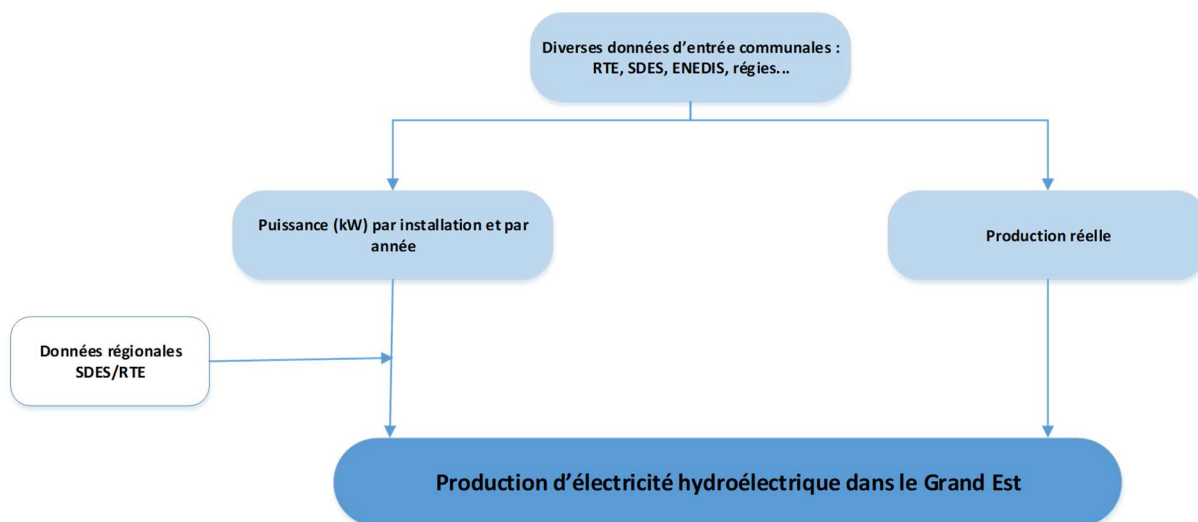 Diverses données d'entrée communales :
RTE, SDES, ENEDIS, régies...
Puissance (kW) par installation et par
année
Production réelle
Données régionales
SDES/RTE
Production d'électricité hydroélectrique dans le Grand Est